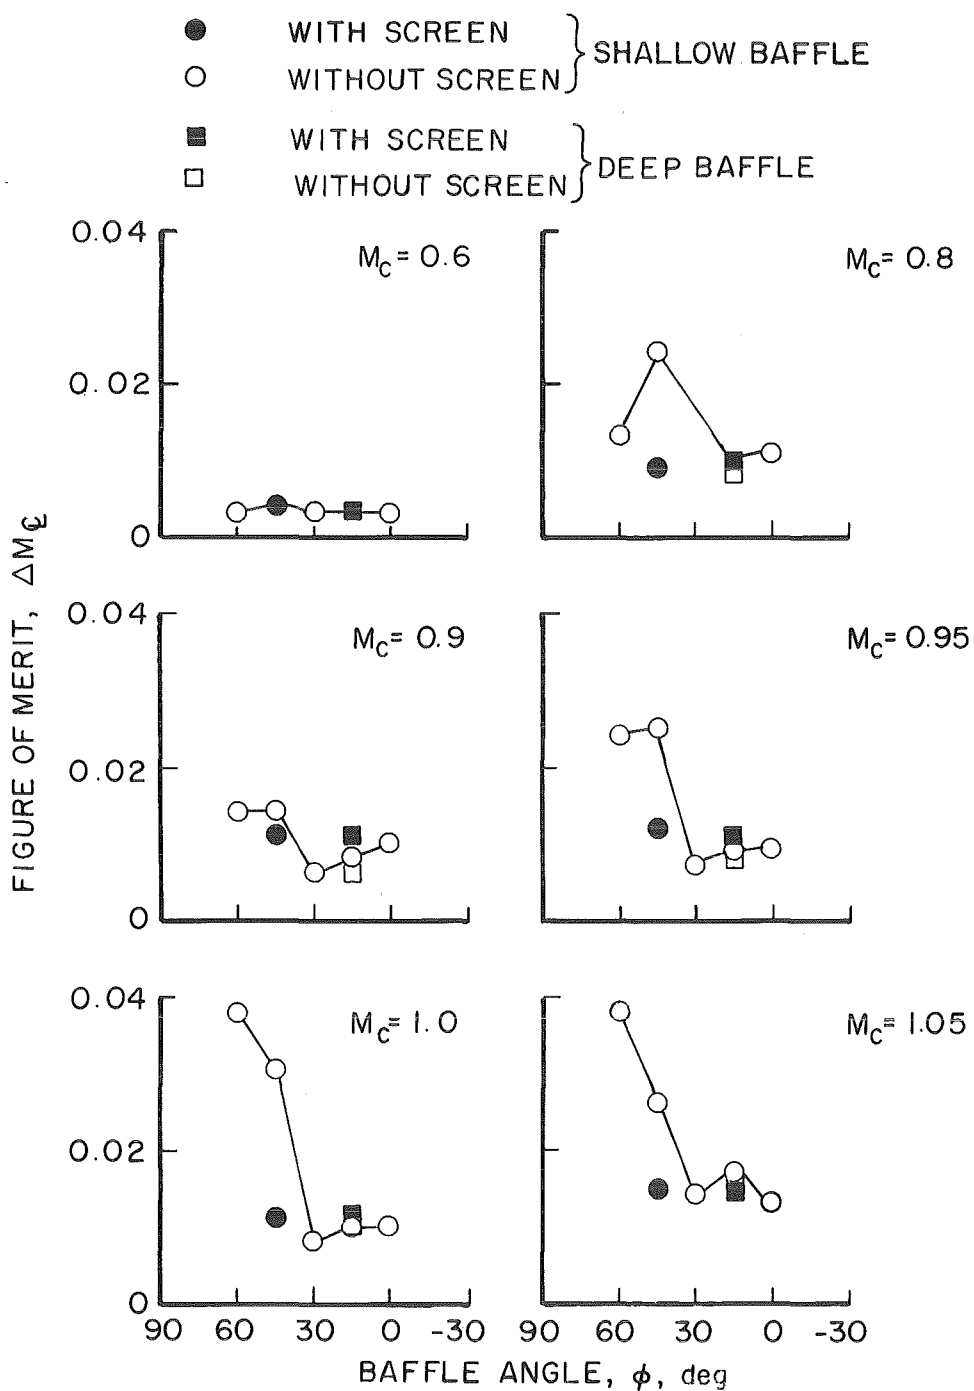 WITH SCREEN
WITHOUT SCREEN
SHALLOW BAFFLE
WITH SCREEN
WITHOUT SCREEN
DEEP BAFFLE
FIGURE OF MERIT, ΔM℄
0.04
0.02
0
M_C = 0.6
M_C = 0.8
0.04
0.02
0
M_C = 0.9
M_C = 0.95
0.04
0.02
0
M_C = 1.0
M_C = 1.05
90 60 30 0 -30
90 60 30 0 -30
BAFFLE ANGLE, ϕ, deg